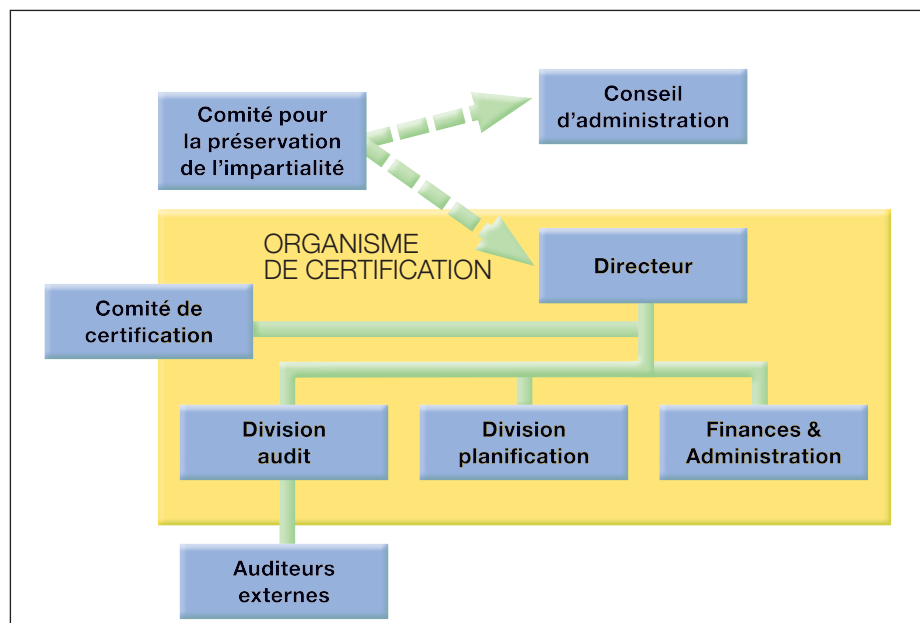 Comité pour
la préservation
de l'impartialité
Conseil
d'administration
ORGANISME
DE CERTIFICATION
Directeur
Comité de
certification
Division
audit
Division
planification
Finances &
Administration
Auditeurs
externes